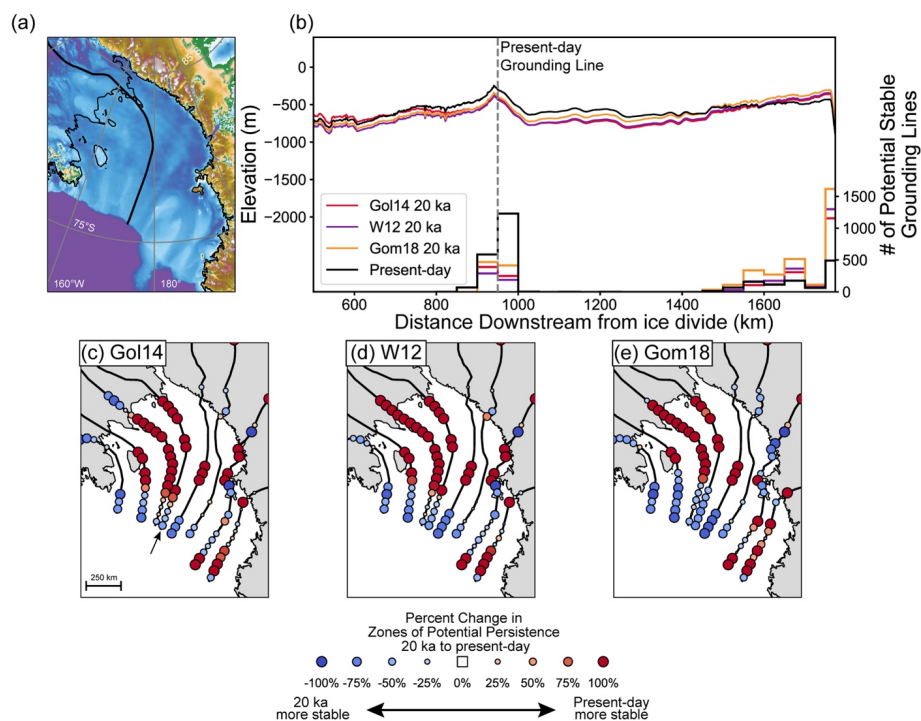 (a)
85°S
75°S
160°W
180°
(b)
Present-day
Grounding Line
Elevation (m)
0
−500
−1000
−1500
−2000
Gol14 20 ka
W12 20 ka
Gom18 20 ka
Present-day
1500
1000
500
0
# of Potential Stable
Grounding Lines
600 800 1000 1200 1400 1600
Distance Downstream from ice divide (km)
(c) Gol14
(d) W12
(e) Gom18
250 km
Percent Change in
Zones of Potential Persistence
20 ka to present-day
-100% -75% -50% -25% 0% 25% 50% 75% 100%
20 ka
more stable
Present-day
more stable